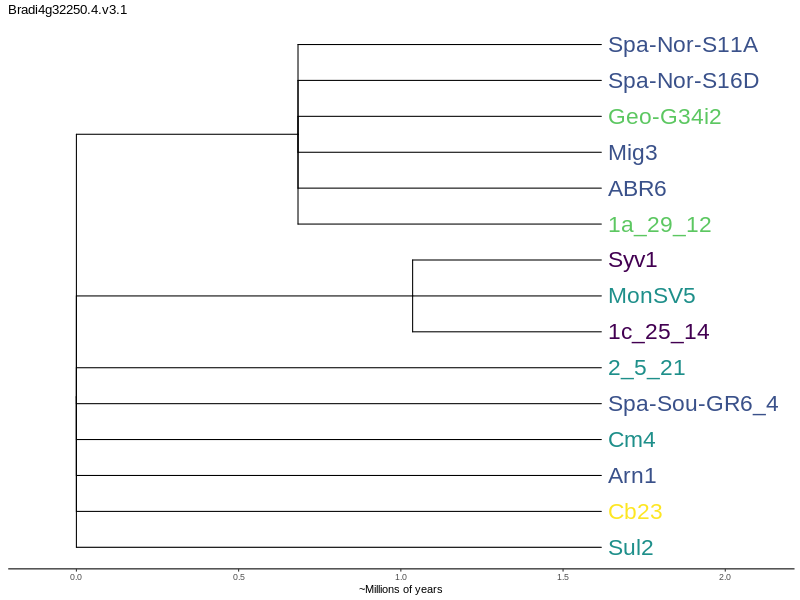 Bradi4g32250.4.v3.1
Spa-Nor-S11A
Spa-Nor-S16D
Geo-G34i2
Mig3
ABR6
1a_29_12
Syv1
MonSV5
1c_25_14
2_5_21
Spa-Sou-GR6_4
Cm4
Arn1
Cb23
Sul2
0.0 0.5 1.0 1.5 2.0
~Millions of years